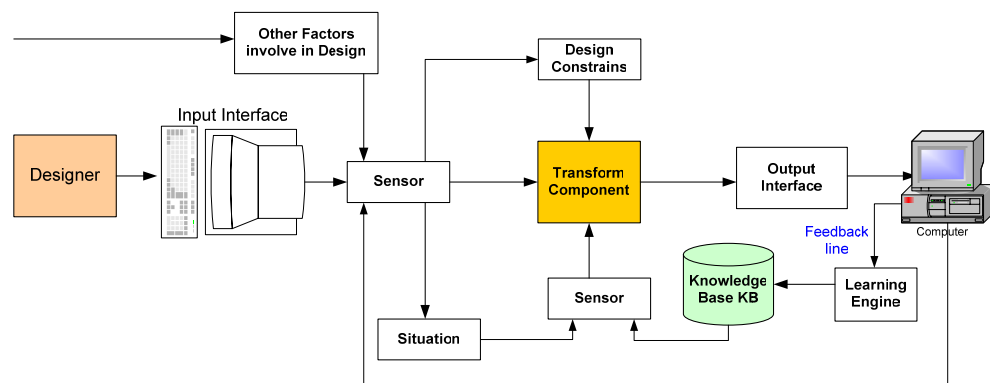 Other Factors
involve in Design
Design
Constrains
Input Interface
Designer
Sensor
Transform
Component
Output
Interface
Computer
Feedback
line
Knowledge
Base KB
Learning
Engine
Sensor
Situation